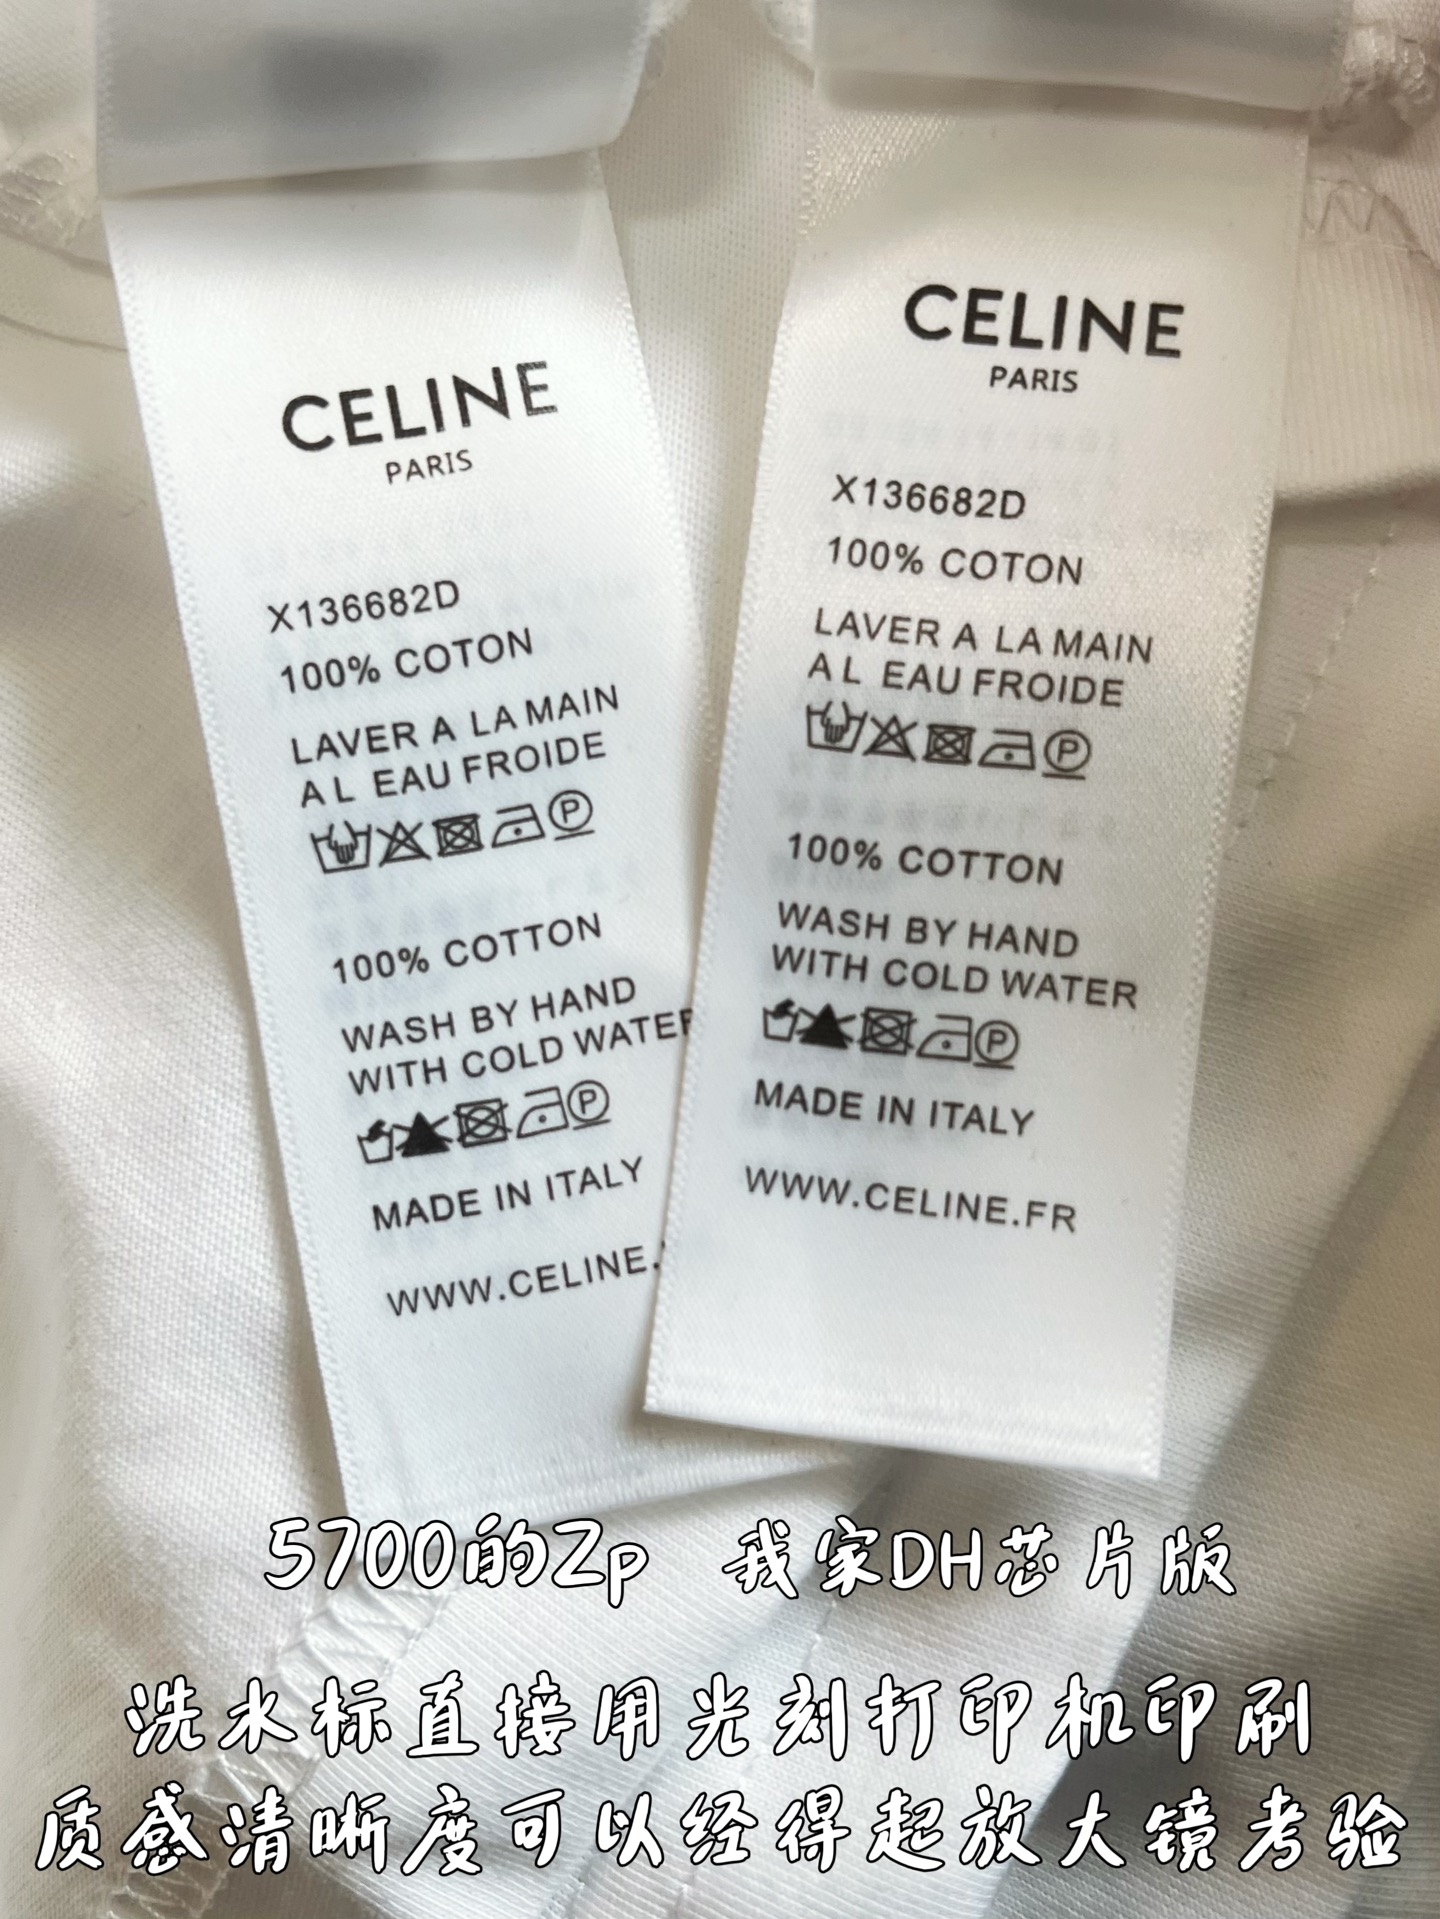 CELINE
PARIS
X136682D
100% COTON
LAVER A LA MAIN
A L EAU FROIDE
100% COTTON
WASH BY HAND
WITH COLD WATER
MADE IN ITALY
WWW.CELINE.
CELINE
PARIS
X136682D
100% COTON
LAVER A LA MAIN
A L EAU FROIDE
P
100% COTTON
WASH BY HAND
WITH COLD WATER
P
MADE IN ITALY
WWW.CELINE.FR
5700的Zp 我家DH芯片版
洗水标直接用光刻打印机印刷
质感清晰度可以经得起放大镜考验